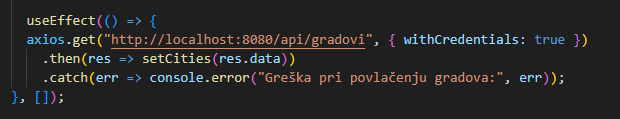 useEffect(() => {
axios.get("http://localhost:8080/api/gradovi", { withCredentials: true })
.then(res => setCities(res.data))
.catch(err => console.error("Greška pri povlačenju gradova:", err));
}, []);